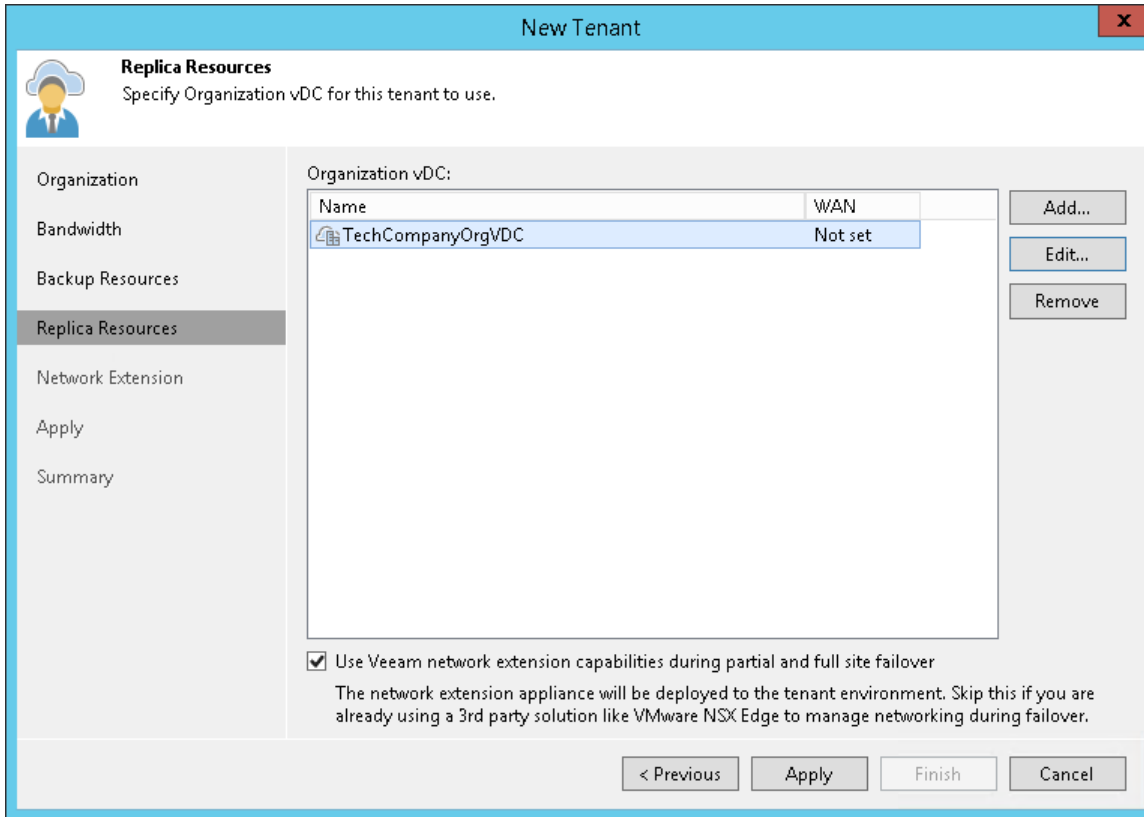 New Tenant
x
Replica Resources
Specify Organization vDC for this tenant to use.
Organization
Bandwidth
Backup Resources
Replica Resources
Network Extension
Apply
Summary
Organization vDC:
Name WAN
TechCompanyOrgVDC Not set
Add...
Edit...
Remove
Use Veeam network extension capabilities during partial and full site failover
The network extension appliance will be deployed to the tenant environment. Skip this if you are
already using a 3rd party solution like VMware NSX Edge to manage networking during failover.
< Previous Apply Finish Cancel